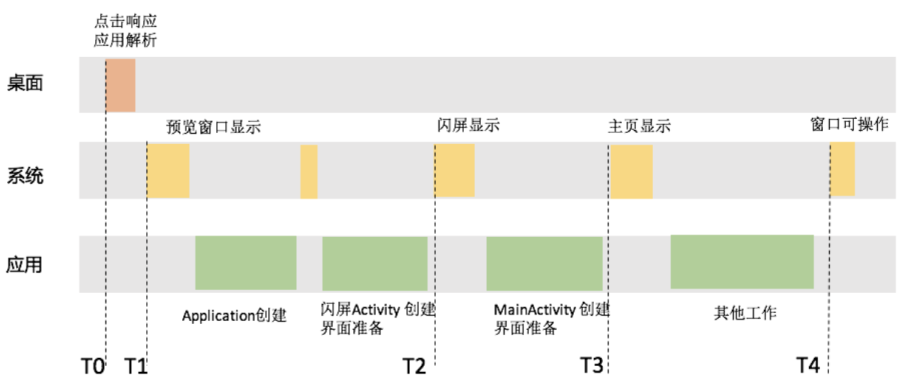 点击响应
应用解析
桌面
预览窗口显示
闪屏显示
主页显示
窗口可操作
系统
应用
Application创建
闪屏Activity 创建
界面准备
MainActivity 创建
界面准备
其他工作
T0
T1
T2
T3
T4